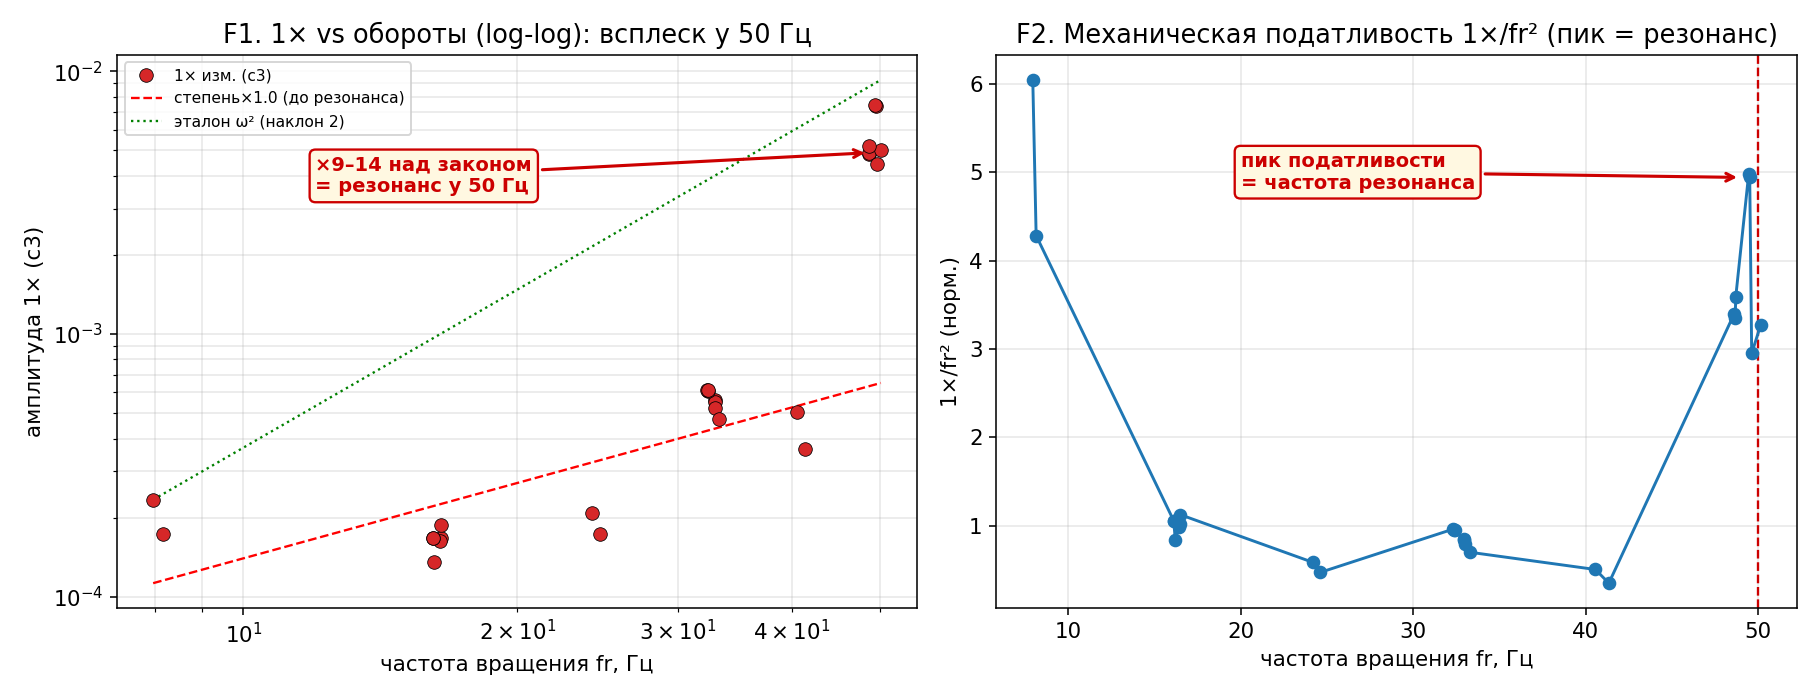 F1. 1× vs обороты (log-log): всплеск у 50 Гц
1× изм. (c3)
степень×1.0 (до резонанса)
эталон ω² (наклон 2)
×9–14 над законом
= резонанс у 50 Гц
10⁻²
10⁻³
10⁻⁴
амплитуда 1× (c3)
10¹
2 × 10¹
3 × 10¹
4 × 10¹
частота вращения fr, Гц
F2. Механическая податливость 1×/fr² (пик = резонанс)
пик податливости
= частота резонанса
6
5
4
3
2
1
1×/fr² (норм.)
10
20
30
40
50
частота вращения fr, Гц